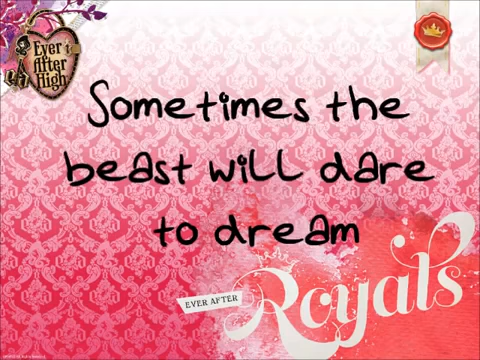 Ever
After
High
Sometimes the
beast will dare
to dream
EVER AFTER
Royals